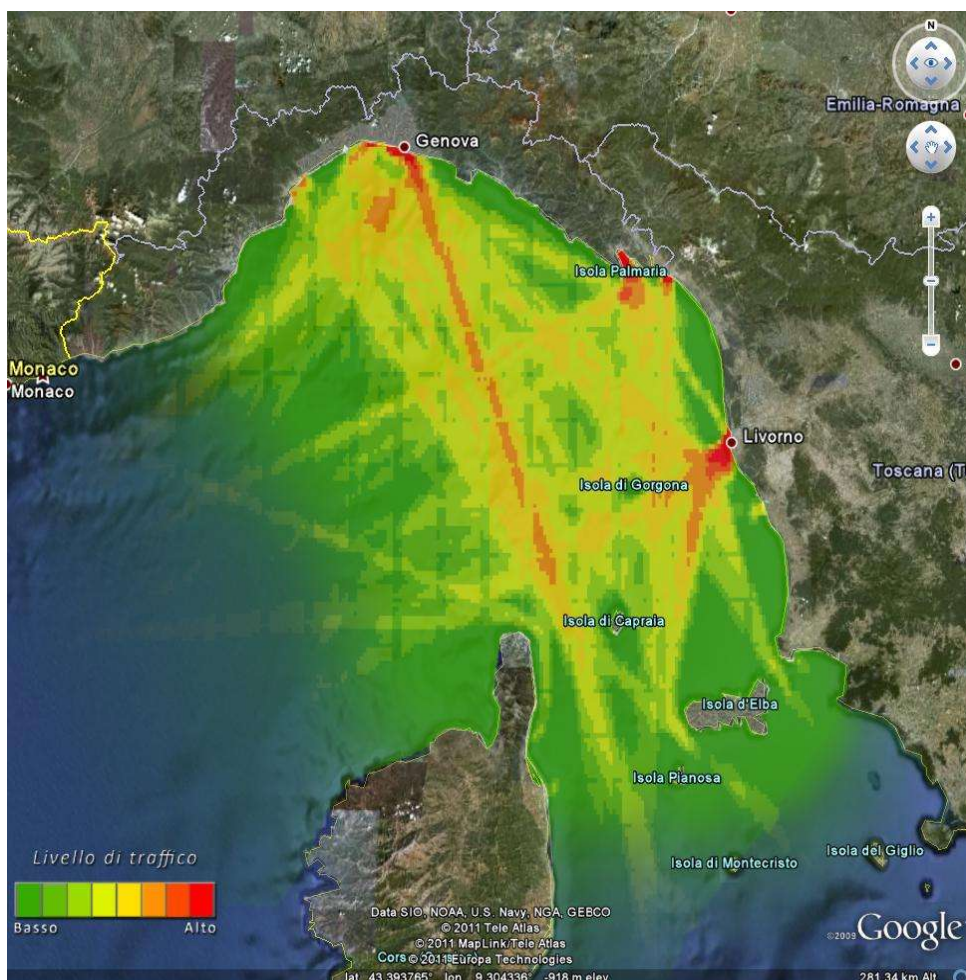 N
Emilia-Romagna
Genova
Isola Palmaria
Monaco
Monaco
Livorno
Toscana (T
Isola di Gorgona
Isola di Capraia
Isola d'Elba
Isola Pianosa
Isola di Montecristo
Isola del Giglio
Livello di traffico
Basso
Alto
Data SIO, NOAA, U.S. Navy, NGA, GEBCO
© 2011 Tele Atlas
© 2011 MapLink/Tele Atlas
© 2011 Europa Technologies
©2009 Google
lat 43.393765° lon 9.304336° -918 m elev
281.34 km Alt